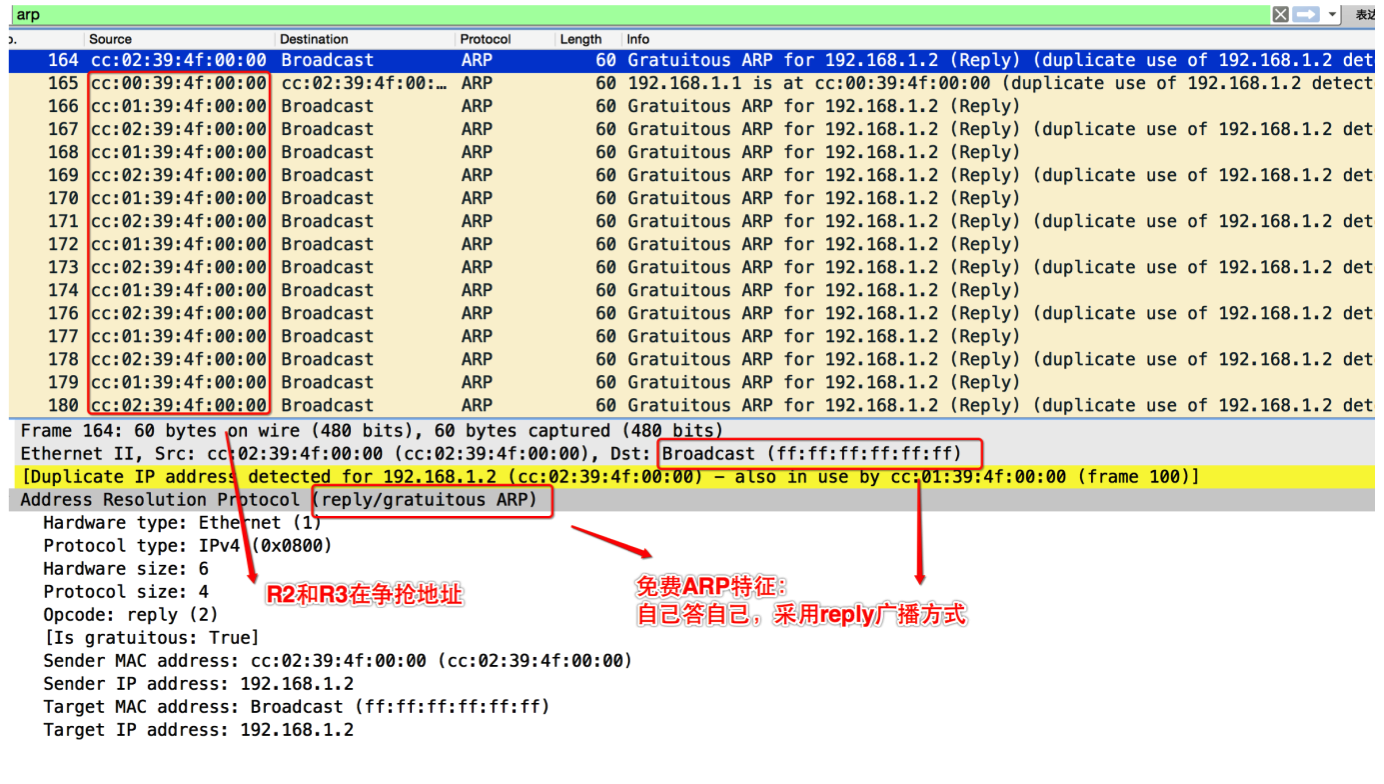 arp
表达
o. Source Destination Protocol Length Info
164 cc:02:39:4f:00:00 Broadcast ARP 60 Gratuitous ARP for 192.168.1.2 (Reply) (duplicate use of 192.168.1.2 det
165 cc:00:39:4f:00:00 cc:02:39:4f:00:… ARP 60 192.168.1.1 is at cc:00:39:4f:00:00 (duplicate use of 192.168.1.2 detect
166 cc:01:39:4f:00:00 Broadcast ARP 60 Gratuitous ARP for 192.168.1.2 (Reply)
167 cc:02:39:4f:00:00 Broadcast ARP 60 Gratuitous ARP for 192.168.1.2 (Reply) (duplicate use of 192.168.1.2 det
168 cc:01:39:4f:00:00 Broadcast ARP 60 Gratuitous ARP for 192.168.1.2 (Reply)
169 cc:02:39:4f:00:00 Broadcast ARP 60 Gratuitous ARP for 192.168.1.2 (Reply) (duplicate use of 192.168.1.2 det
170 cc:01:39:4f:00:00 Broadcast ARP 60 Gratuitous ARP for 192.168.1.2 (Reply)
171 cc:02:39:4f:00:00 Broadcast ARP 60 Gratuitous ARP for 192.168.1.2 (Reply) (duplicate use of 192.168.1.2 det
172 cc:01:39:4f:00:00 Broadcast ARP 60 Gratuitous ARP for 192.168.1.2 (Reply)
173 cc:02:39:4f:00:00 Broadcast ARP 60 Gratuitous ARP for 192.168.1.2 (Reply) (duplicate use of 192.168.1.2 det
174 cc:01:39:4f:00:00 Broadcast ARP 60 Gratuitous ARP for 192.168.1.2 (Reply)
176 cc:02:39:4f:00:00 Broadcast ARP 60 Gratuitous ARP for 192.168.1.2 (Reply) (duplicate use of 192.168.1.2 det
177 cc:01:39:4f:00:00 Broadcast ARP 60 Gratuitous ARP for 192.168.1.2 (Reply)
178 cc:02:39:4f:00:00 Broadcast ARP 60 Gratuitous ARP for 192.168.1.2 (Reply) (duplicate use of 192.168.1.2 det
179 cc:01:39:4f:00:00 Broadcast ARP 60 Gratuitous ARP for 192.168.1.2 (Reply)
180 cc:02:39:4f:00:00 Broadcast ARP 60 Gratuitous ARP for 192.168.1.2 (Reply) (duplicate use of 192.168.1.2 det
Frame 164: 60 bytes on wire (480 bits), 60 bytes captured (480 bits)
Ethernet II, Src: cc:02:39:4f:00:00 (cc:02:39:4f:00:00), Dst: Broadcast (ff:ff:ff:ff:ff:ff)
[Duplicate IP address detected for 192.168.1.2 (cc:02:39:4f:00:00) – also in use by cc:01:39:4f:00:00 (frame 100)]
Address Resolution Protocol (reply/gratuitous ARP)
Hardware type: Ethernet (1)
Protocol type: IPv4 (0x0800)
Hardware size: 6
Protocol size: 4
Opcode: reply (2)
[Is gratuitous: True]
Sender MAC address: cc:02:39:4f:00:00 (cc:02:39:4f:00:00)
Sender IP address: 192.168.1.2
Target MAC address: Broadcast (ff:ff:ff:ff:ff:ff)
Target IP address: 192.168.1.2
R2和R3在争抢地址
免费ARP特征：
自己答自己，采用reply广播方式